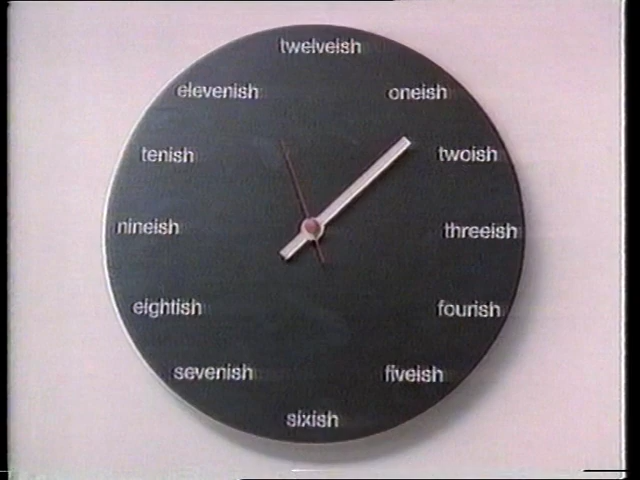 twelveish
oneish
twoish
threeish
fourish
fiveish
sixish
sevenish
eightish
nineish
tenish
elevenish